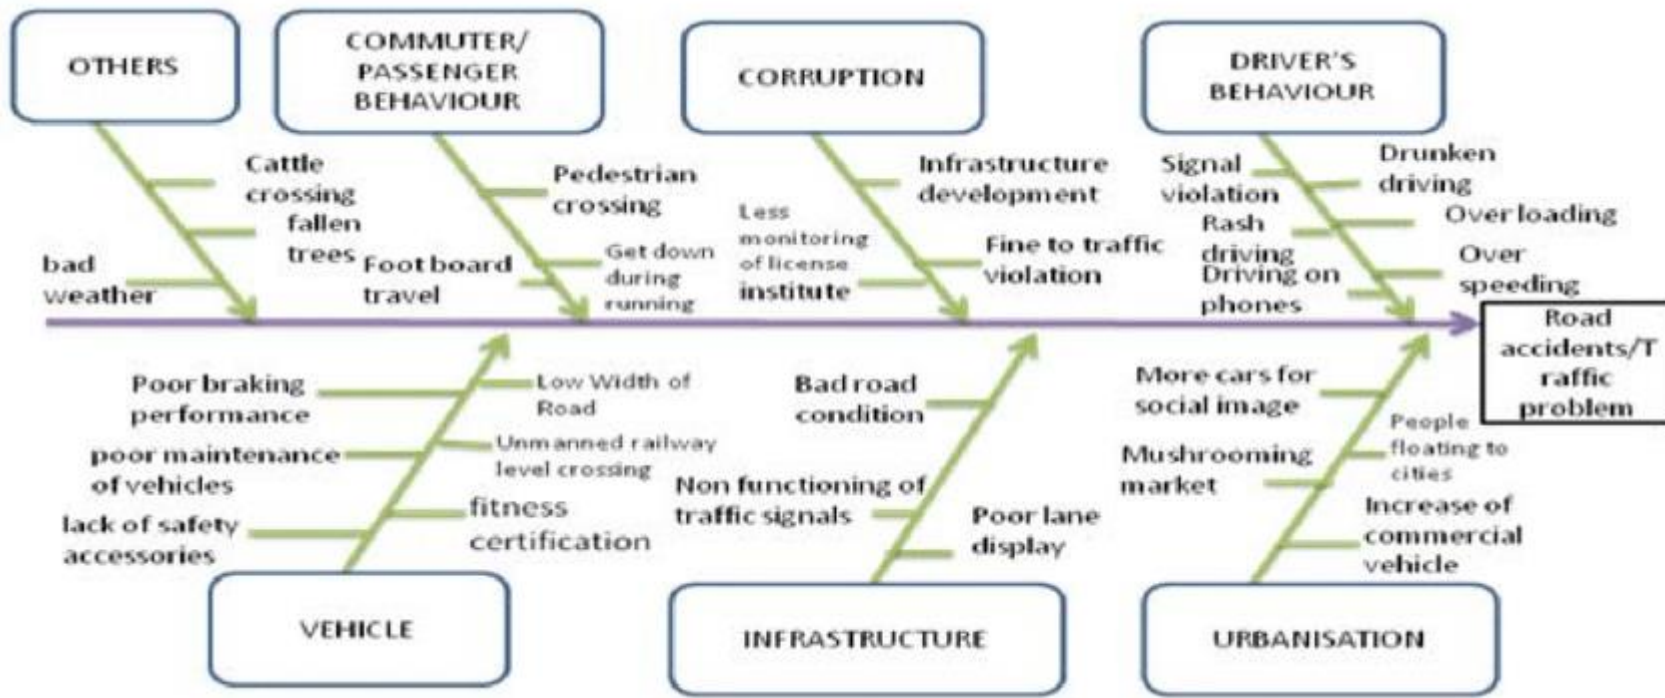 OTHERS
COMMUTER/
PASSENGER
BEHAVIOUR
CORRUPTION
DRIVER'S
BEHAVIOUR
Cattle
crossing
fallen
trees
bad
weather
Pedestrian
crossing
Get down
during
running
Foot board
travel
Infrastructure
development
Less
monitoring
of license
institute
Fine to traffic
violation
Signal
violation
Drunken
driving
Rash
driving
Over loading
Driving on
phones
Over
speeding
Road
accidents/T
raffic
problem
Poor braking
performance
Low Width of
Road
poor maintenance
of vehicles
Unmanned railway
level crossing
lack of safety
accessories
fitness
certification
Bad road
condition
Non functioning of
traffic signals
Poor lane
display
More cars for
social image
People
floating to
cities
Mushrooming
market
Increase of
commercial
vehicle
VEHICLE
INFRASTRUCTURE
URBANISATION